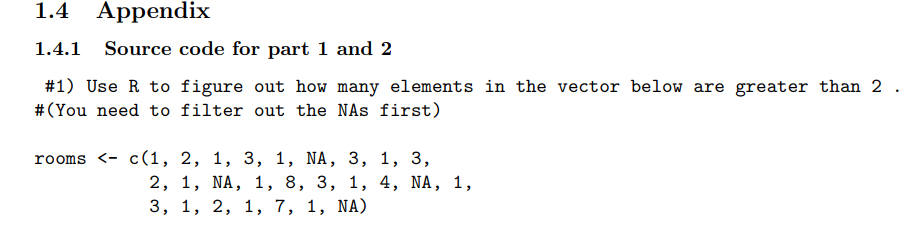 1.4 Appendix
1.4.1 Source code for part 1 and 2
#1) Use R to figure out how many elements in the vector below are greater than 2 .
#(You need to filter out the NAs first)
rooms <- c(1, 2, 1, 3, 1, NA, 3, 1, 3,
2, 1, NA, 1, 8, 3, 1, 4, NA, 1,
3, 1, 2, 1, 7, 1, NA)